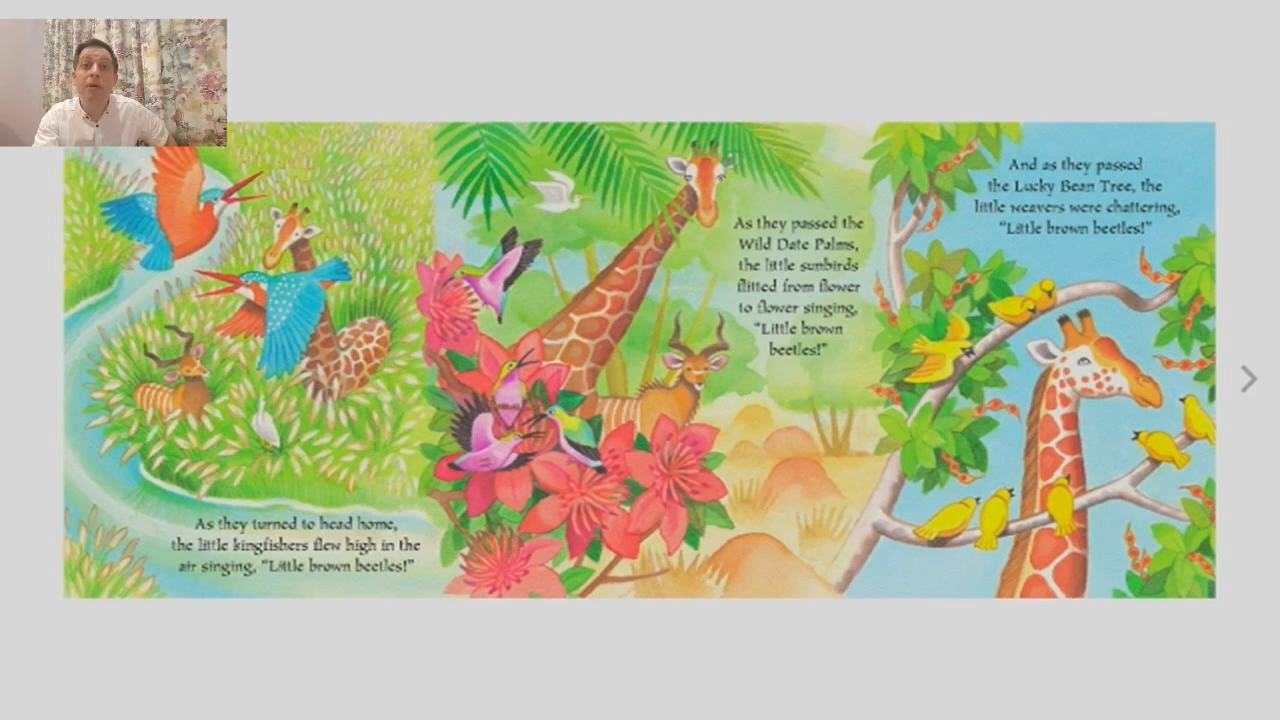 As they turned to head home,
the little kingfishers flew high in the
air singing, “Little brown beetles!”
As they passed the
Wild Date Palms,
the little sunbirds
flitted from flower
to flower singing,
“Little brown
beetles!”
And as they passed
the Lucky Bean Tree, the
little weavers were chattering,
“Little brown beetles!”